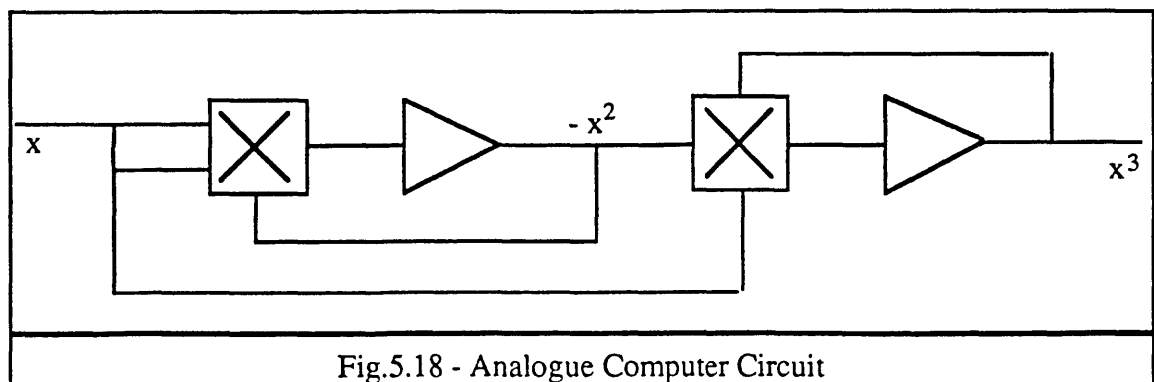 x
- x²
x³
Fig.5.18 - Analogue Computer Circuit